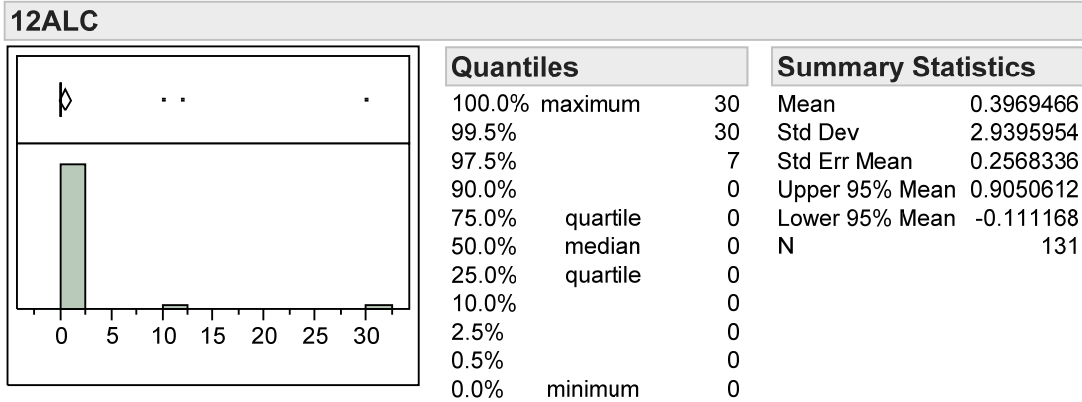 12ALC
0 5 10 15 20 25 30
Quantiles
100.0% maximum 30
99.5% 30
97.5% 7
90.0% 0
75.0% quartile 0
50.0% median 0
25.0% quartile 0
10.0% 0
2.5% 0
0.5% 0
0.0% minimum 0
Summary Statistics
Mean 0.3969466
Std Dev 2.9395954
Std Err Mean 0.2568336
Upper 95% Mean 0.9050612
Lower 95% Mean -0.111168
N 131